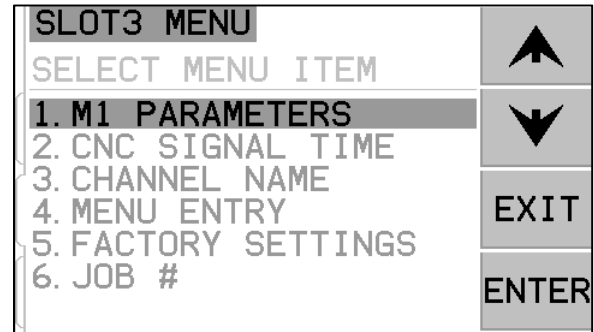 SLOT3 MENU
SELECT MENU ITEM
1. M1 PARAMETERS
2. CNC SIGNAL TIME
3. CHANNEL NAME
4. MENU ENTRY
5. FACTORY SETTINGS
6. JOB #
EXIT
ENTER